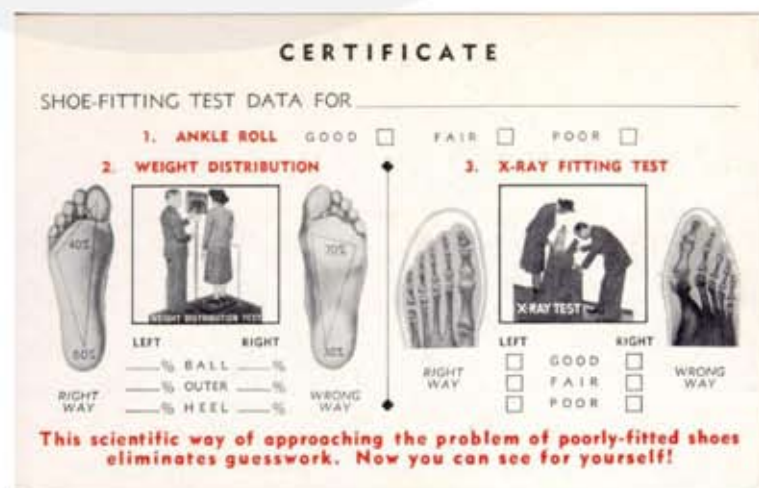 CERTIFICATE
SHOE-FITTING TEST DATA FOR
1. ANKLE ROLL GOOD FAIR POOR
2. WEIGHT DISTRIBUTION
40%
60%
WEIGHT DISTRIBUTION TEST
70%
30%
LEFT RIGHT
% BALL %
% OUTER %
% HEEL %
RIGHT WAY
WRONG WAY
3. X-RAY FITTING TEST
X-RAY TEST
LEFT RIGHT
GOOD
FAIR
POOR
RIGHT WAY
WRONG WAY
This scientific way of approaching the problem of poorly-fitted shoes
eliminates guesswork. Now you can see for yourself!